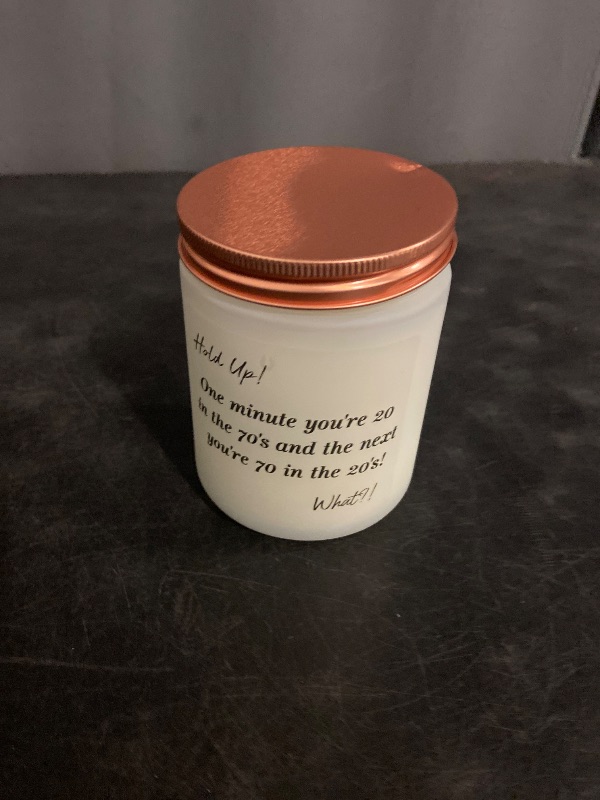 Hold Up!
One minute you're 20
in the 70's and the next
you're 70 in the 20's!
What?!